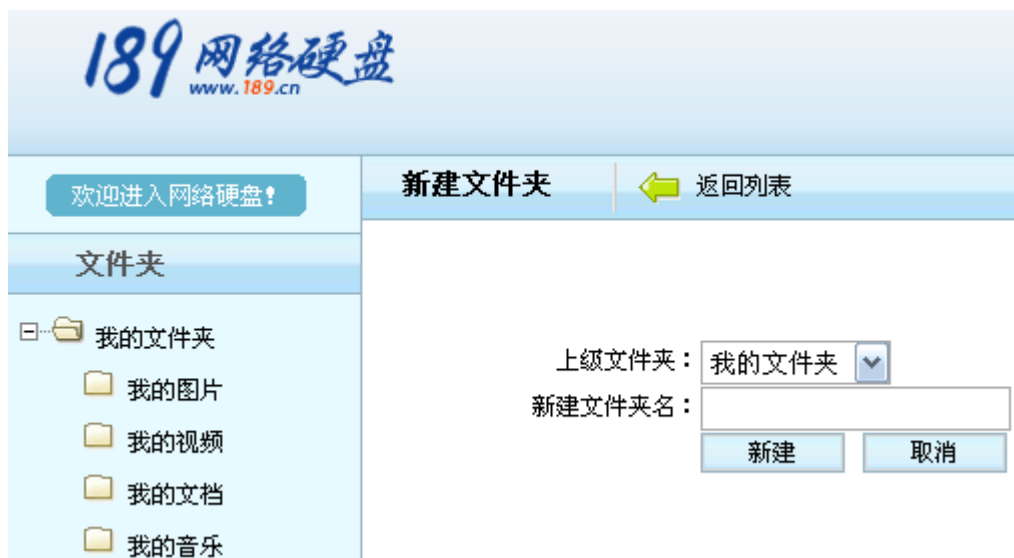 189网络硬盘
www.189.cn
欢迎进入网络硬盘!
文件夹
我的文件夹
我的图片
我的视频
我的文档
我的音乐
新建文件夹
返回列表
上级文件夹：
我的文件夹
新建文件夹名：
新建
取消